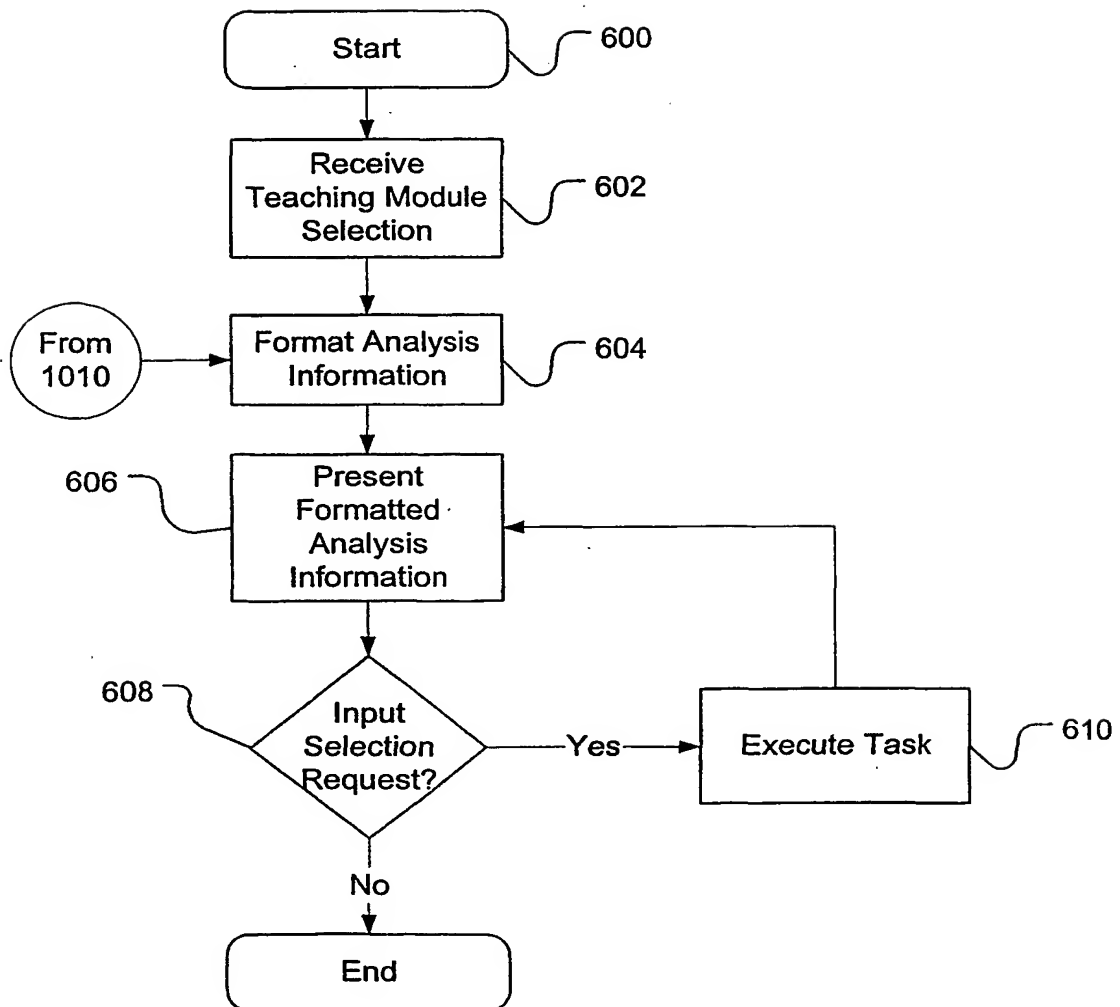 Start
600
Receive
Teaching Module
Selection
602
From
1010
Format Analysis
Information
604
606
Present
Formatted
Analysis
Information
608
Input
Selection
Request?
Yes
Execute Task
610
No
End